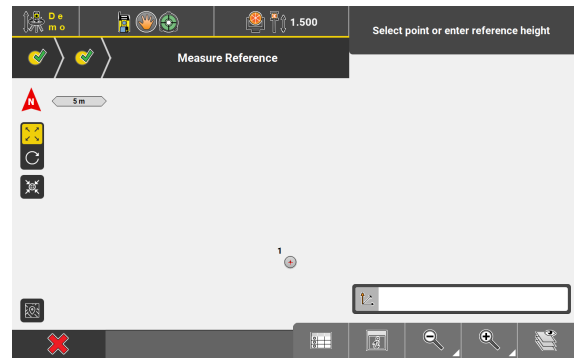 De
mo
1.500
Select point or enter reference height
Measure Reference
N
5 m
1